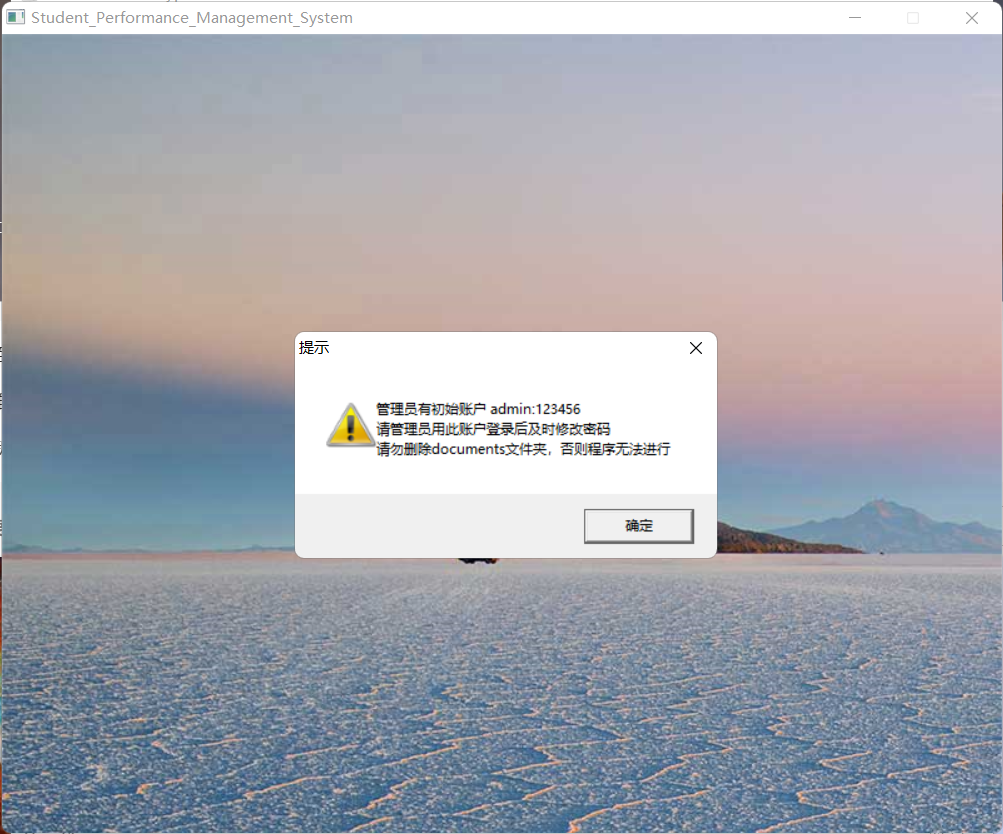 Student_Performance_Management_System
提示
管理员有初始账户 admin:123456
请管理员用此账户登录后及时修改密码
请勿删除documents文件夹，否则程序无法进行
确定